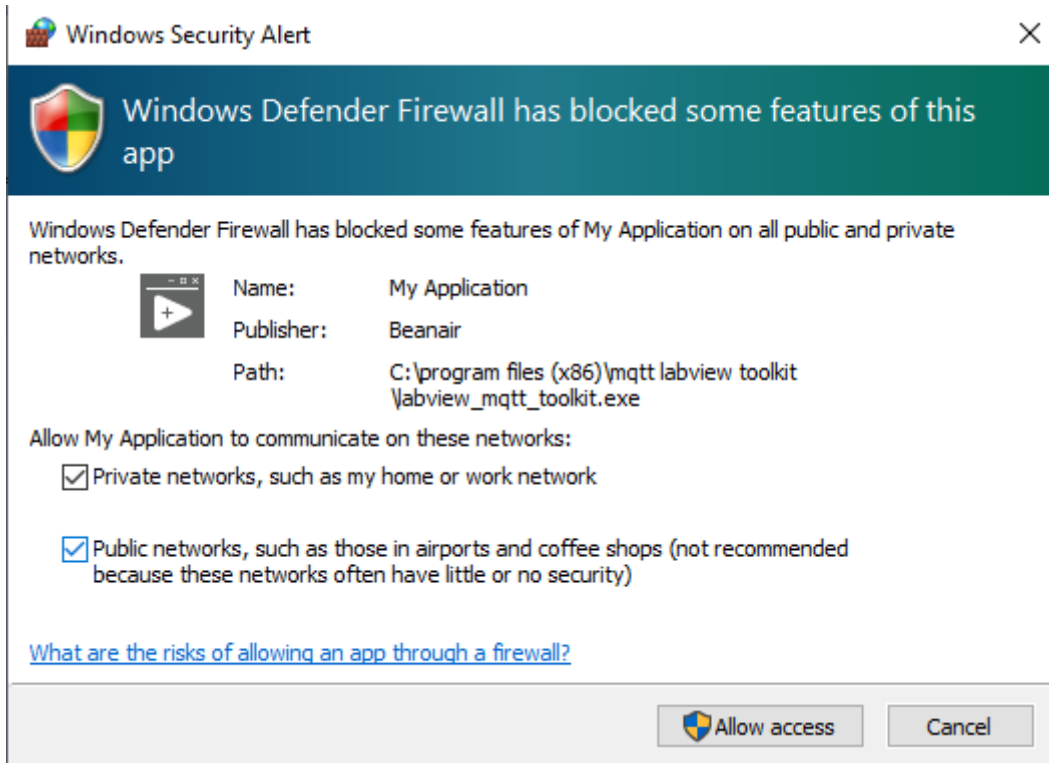 Windows Security Alert
Windows Defender Firewall has blocked some features of this
app
Windows Defender Firewall has blocked some features of My Application on all public and private
networks.
Name: My Application
Publisher: Beanair
Path: C:\program files (x86)\mqtt labview toolkit
\labview_mqtt_toolkit.exe
Allow My Application to communicate on these networks:
Private networks, such as my home or work network
Public networks, such as those in airports and coffee shops (not recommended
because these networks often have little or no security)
What are the risks of allowing an app through a firewall?
Allow access Cancel